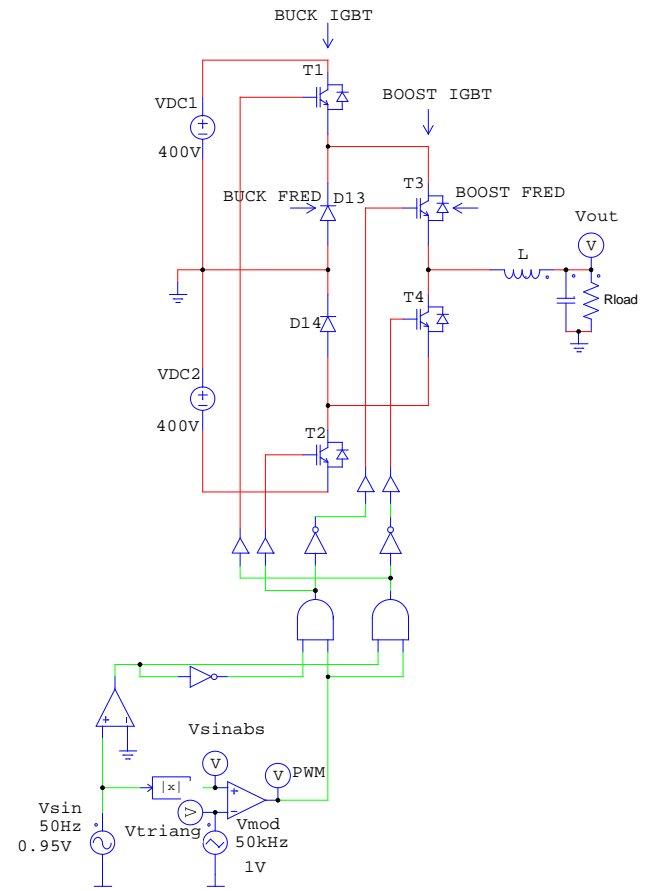 BUCK IGBT
T1
VDC1
BOOST IGBT
400V
T3
BUCK FRED
D13
BOOST FRED
Vout
V
L
T4
Rload
D14
VDC2
400V
T2
Vsinabs
V
V
PWM
|x|
Vsin
50Hz
0.95V
Vtriang
V
Vmod
50kHz
1V